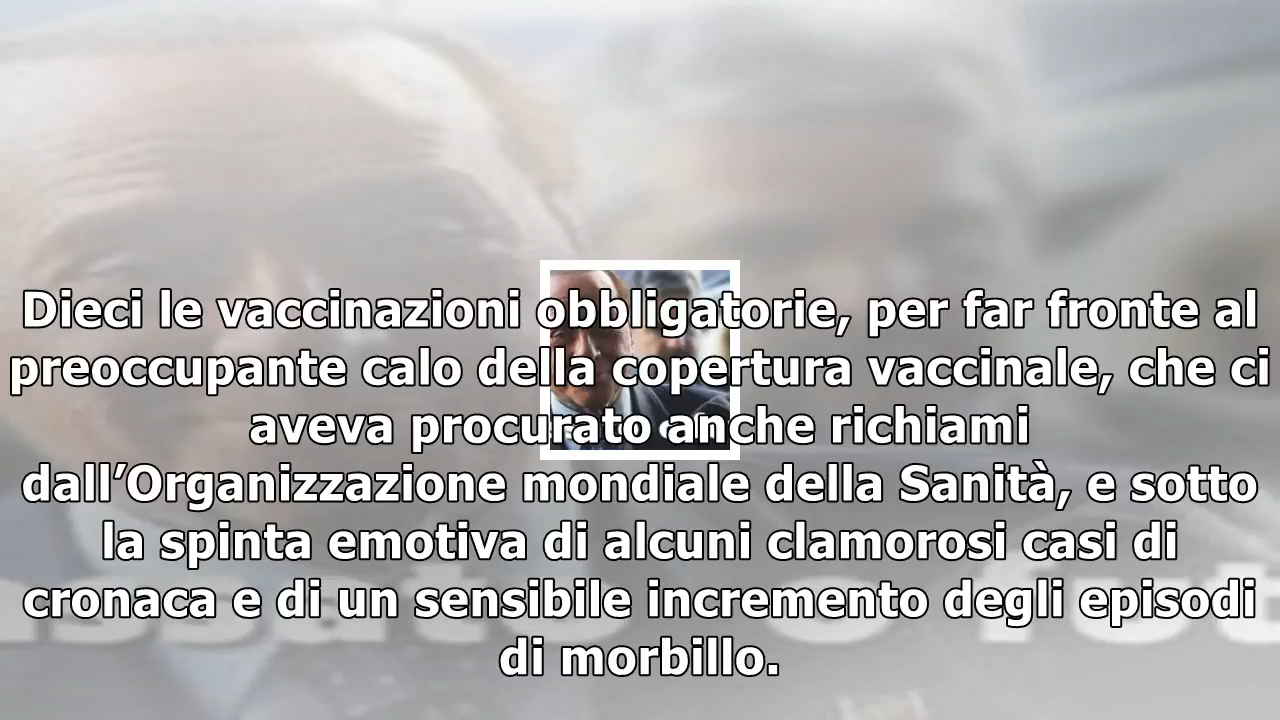 Dieci le vaccinazioni obbligatorie, per far fronte al
preoccupante calo della copertura vaccinale, che ci
aveva procurato anche richiami
dall’Organizzazione mondiale della Sanità, e sotto
la spinta emotiva di alcuni clamorosi casi di
cronaca e di un sensibile incremento degli episodi
di morbillo.